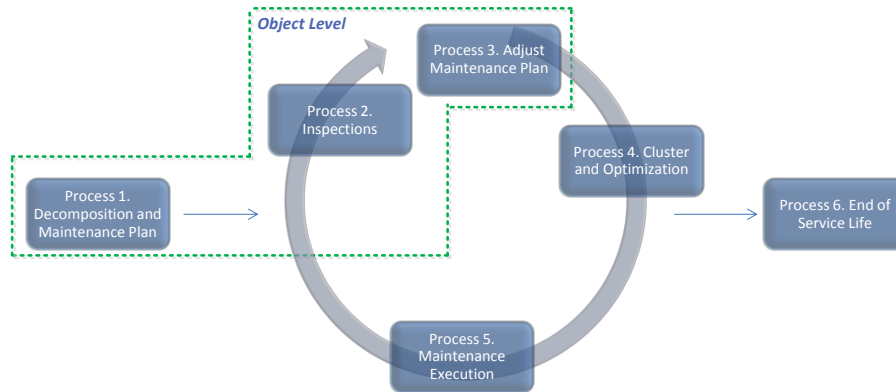 Object Level
Process 3. Adjust
Maintenance Plan
Process 2.
Inspections
Process 4. Cluster
and Optimization
Process 1.
Decomposition and
Maintenance Plan
Process 6. End of
Service Life
Process 5.
Maintenance
Execution